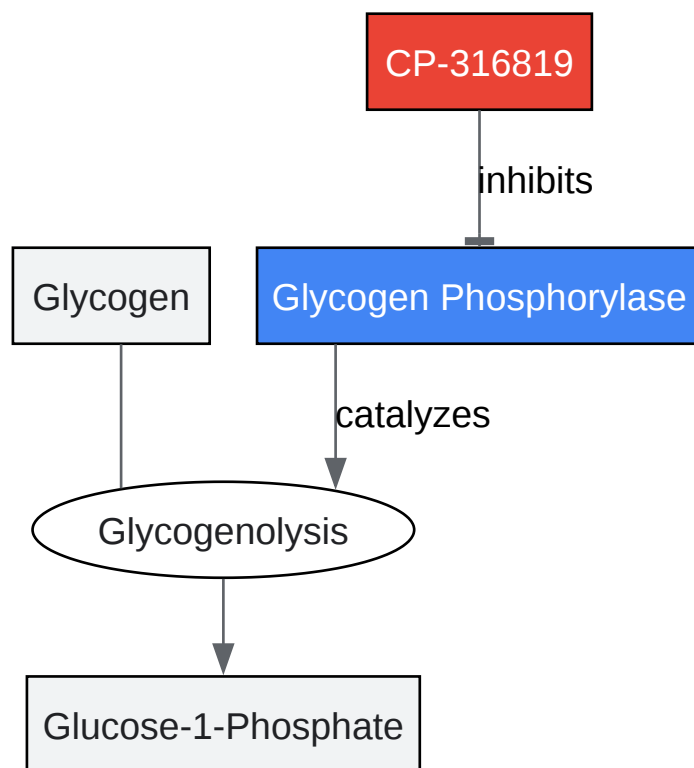 CP-316819
inhibits
Glycogen
Glycogen Phosphorylase
catalyzes
Glycogenolysis
Glucose-1-Phosphate